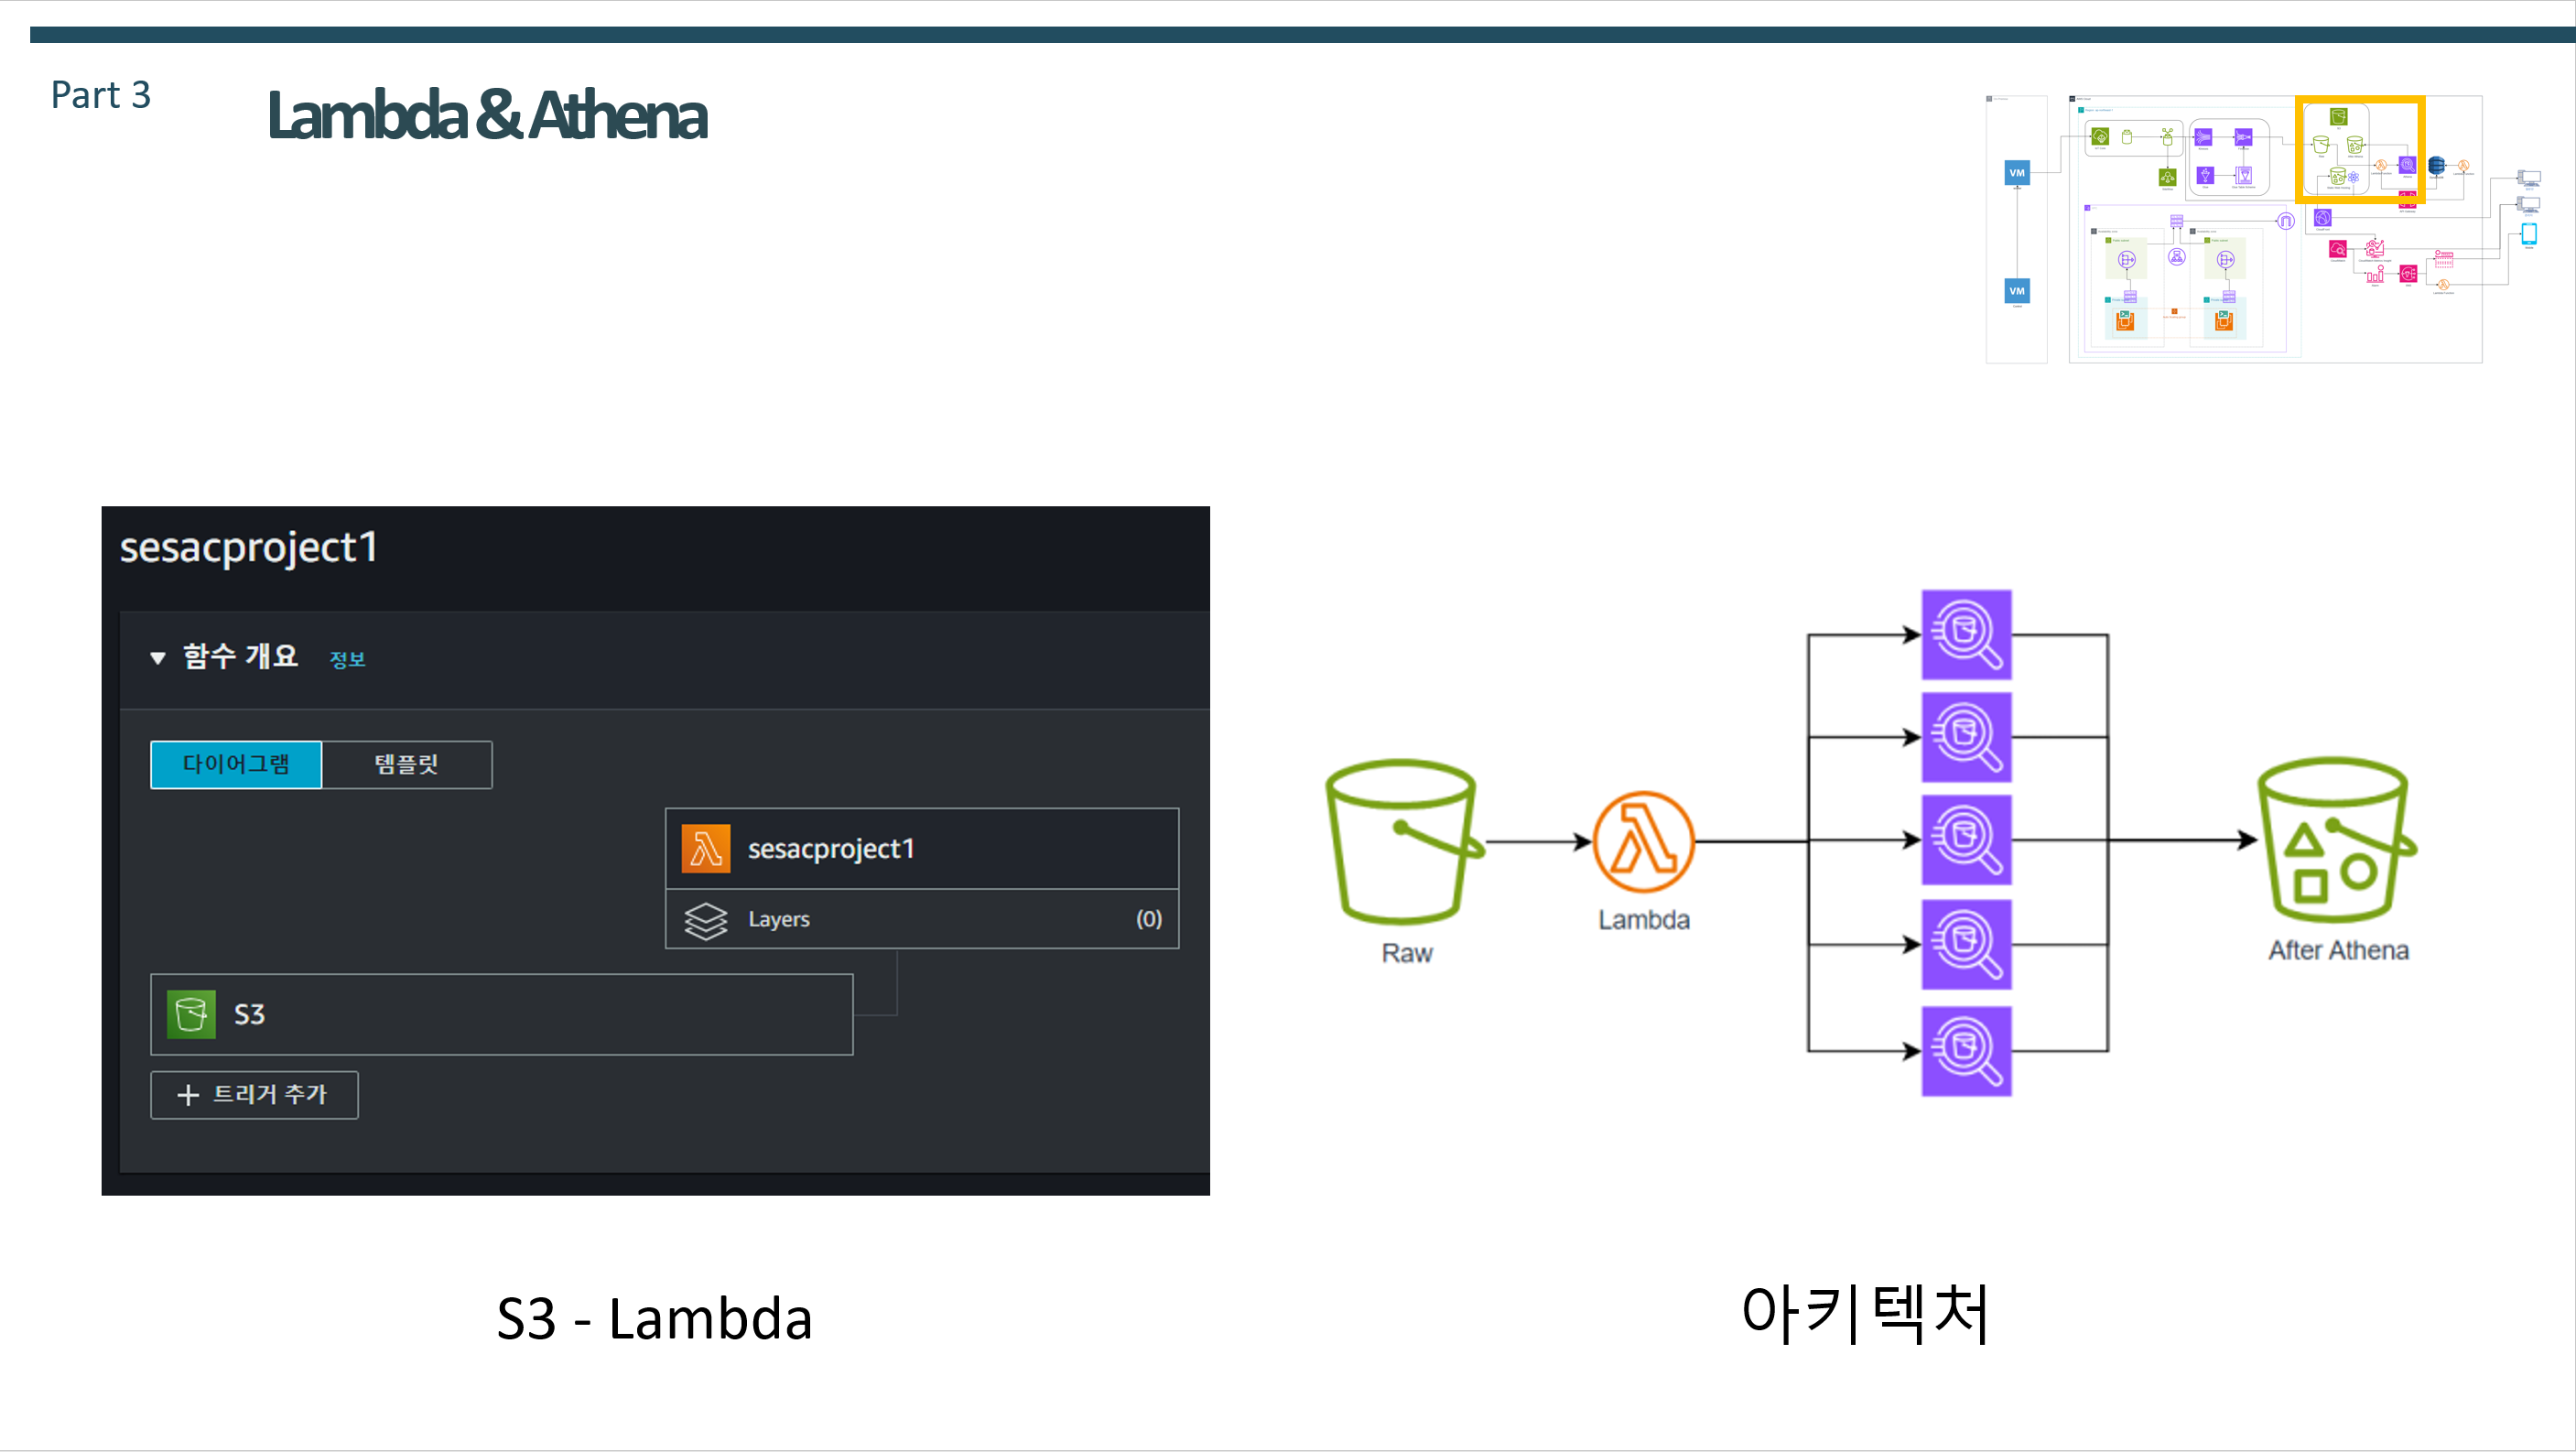 Part 3
Lambda & Athena
VM
VM
sesacproject1
함수 개요 정보
다이어그램 템플릿
sesacproject1
Layers (0)
S3
트리거 추가
Raw
Lambda
After Athena
S3 - Lambda
아키텍처